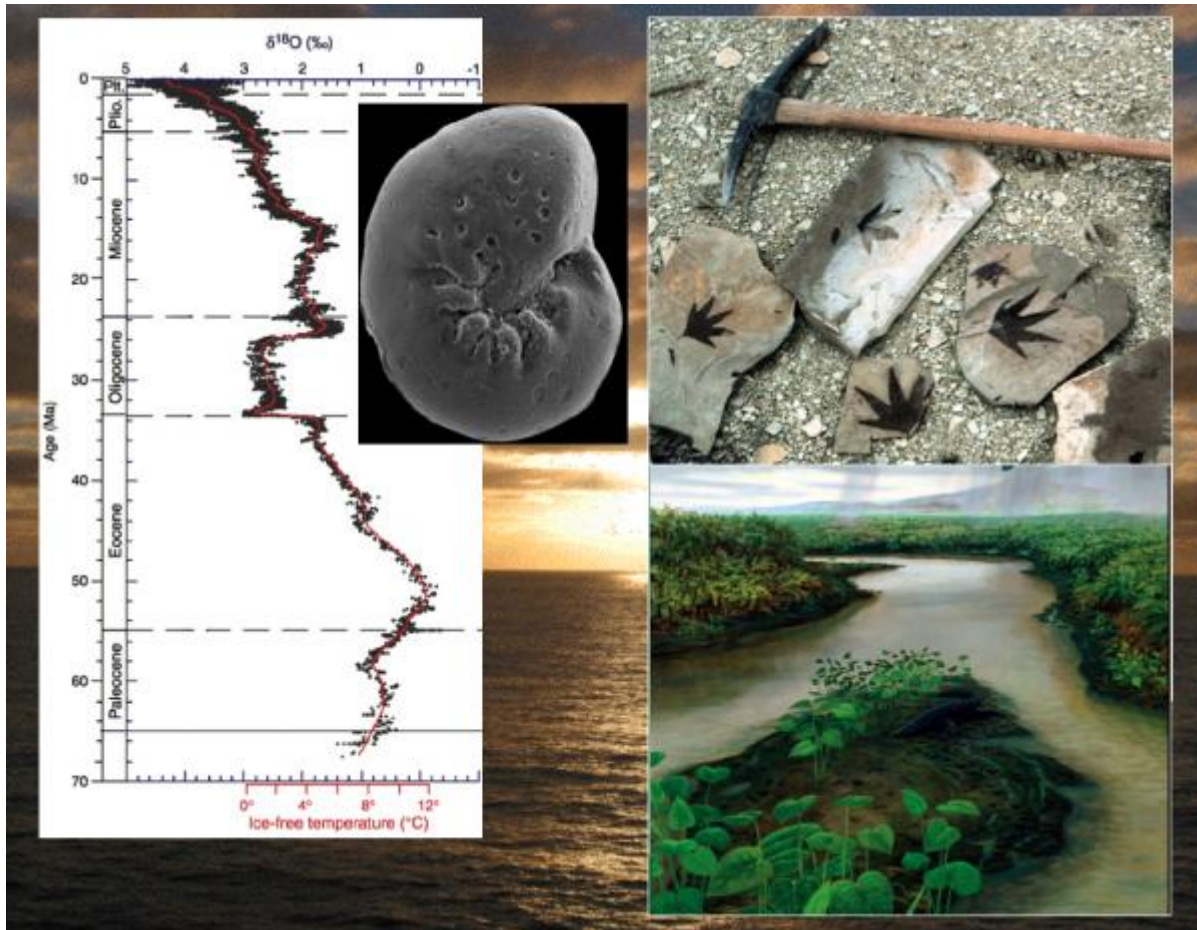 δ18O (‰)
5 4 3 2 1 0 -1
0
Plt.
Plio.
10
Miocene
20
Oligocene
30
Age (Ma)
40
Eocene
50
60
Paleocene
70
0° 4° 8° 12°
Ice-free temperature (°C)